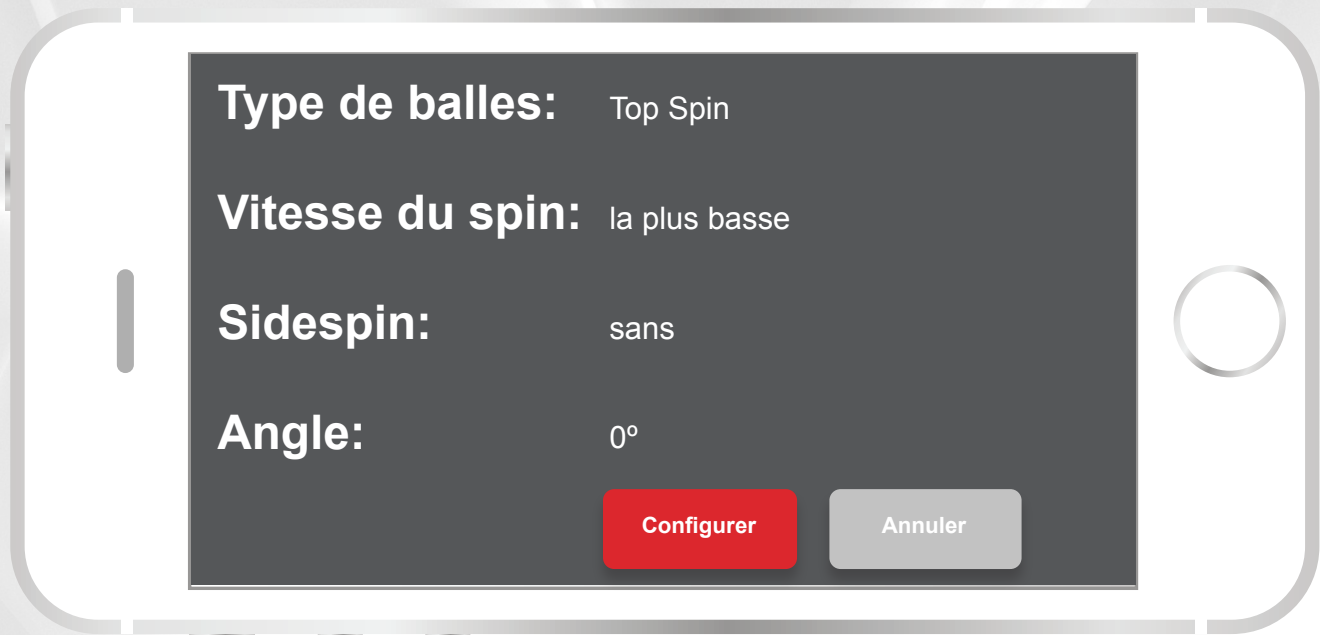 Type de balles: Top Spin
Vitesse du spin: la plus basse
Sidespin: sans
Angle: 0º
Configurer Annuler